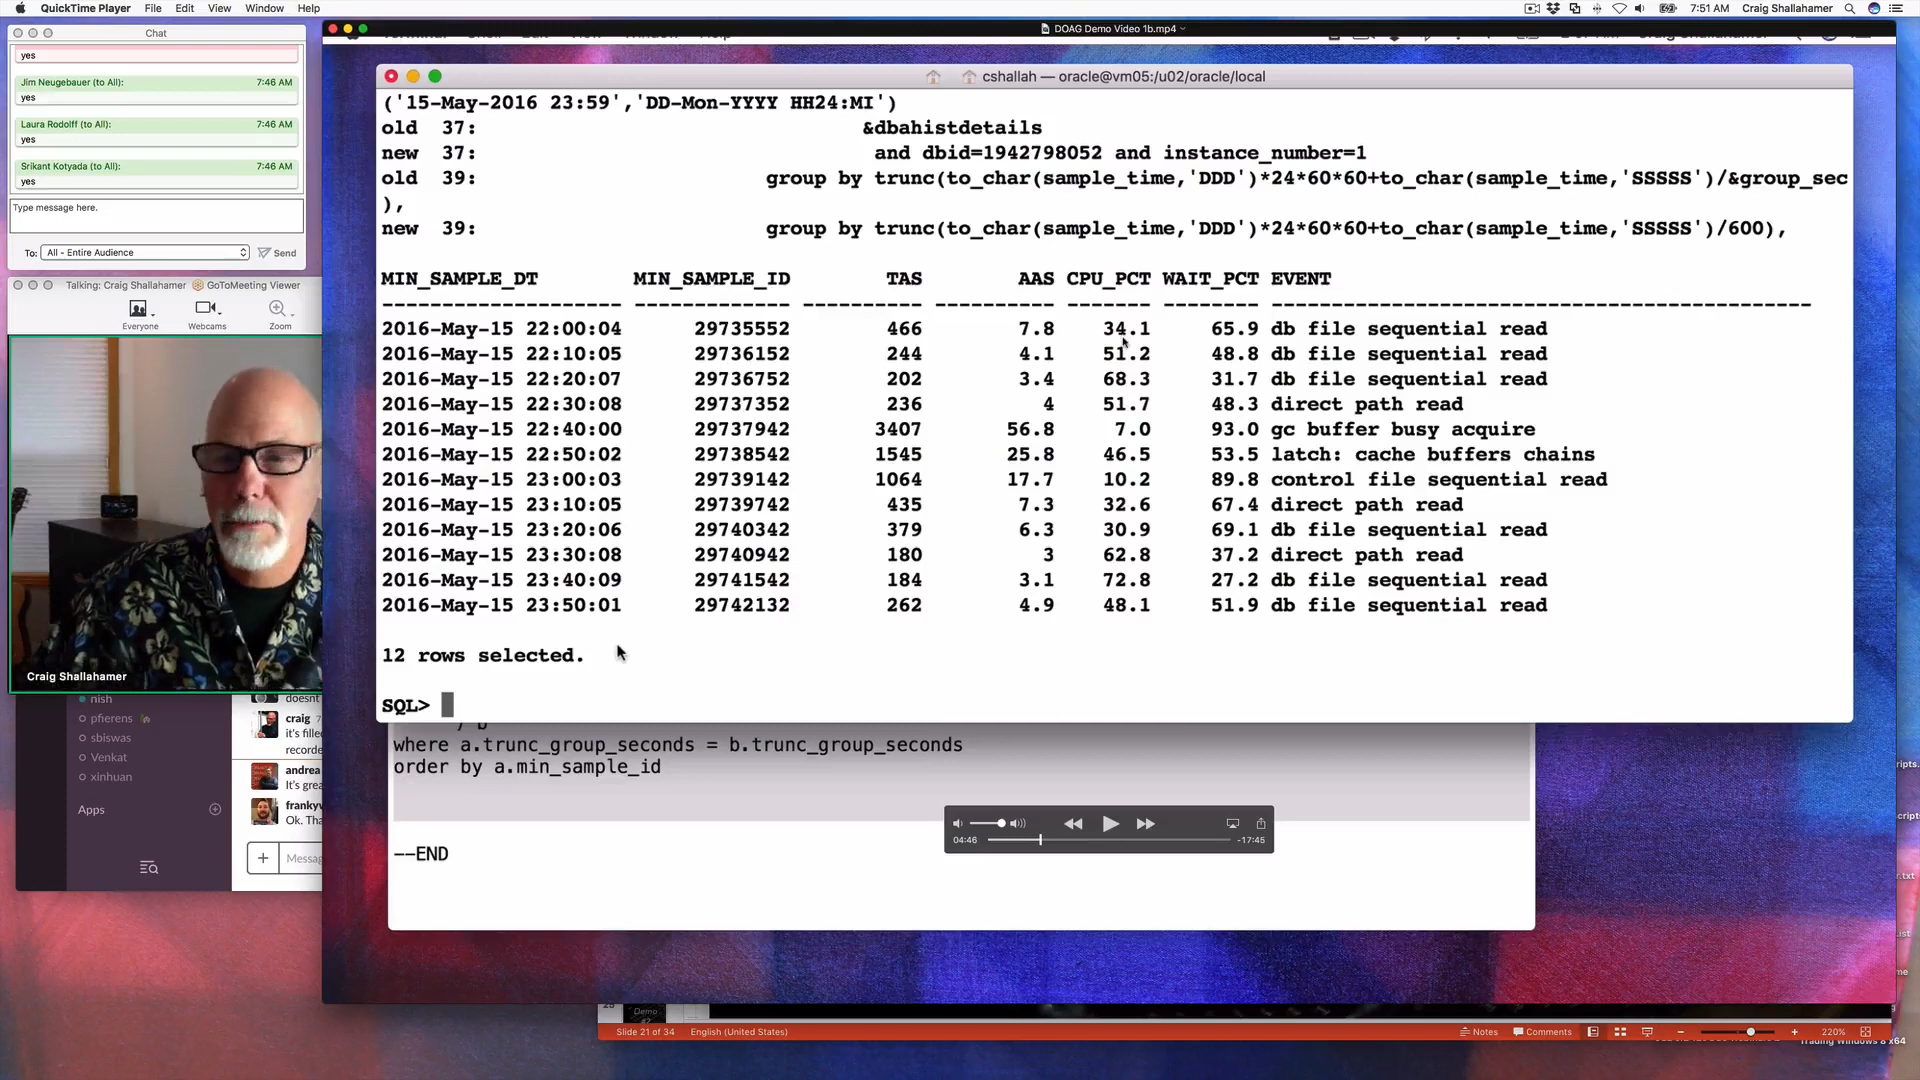 QuickTime Player File Edit View Window Help
7:51 AM Craig Shallahamer
Chat
yes
Jim Neugebauer (to All): 7:46 AM
yes
Laura Rodolff (to All): 7:46 AM
yes
Srikant Kotyada (to All): 7:46 AM
yes
Type message here.
To: All - Entire Audience Send
Talking: Craig Shallahamer GoToMeeting Viewer
Everyone Webcams Zoom
Craig Shallahamer
DOAG Demo Video 1b.mp4
cshallah — oracle@vm05:/u02/oracle/local
('15-May-2016 23:59','DD-Mon-YYYY HH24:MI')
old 37: &dbahistdetails
new 37: and dbid=1942798052 and instance_number=1
old 39: group by trunc(to_char(sample_time,'DDD')*24*60*60+to_char(sample_time,'SSSSS')/&group_sec
),
new 39: group by trunc(to_char(sample_time,'DDD')*24*60*60+to_char(sample_time,'SSSSS')/600),
MIN_SAMPLE_DT MIN_SAMPLE_ID TAS AAS CPU_PCT WAIT_PCT EVENT
2016-May-15 22:00:04 29735552 466 7.8 34.1 65.9 db file sequential read
2016-May-15 22:10:05 29736152 244 4.1 51.2 48.8 db file sequential read
2016-May-15 22:20:07 29736752 202 3.4 68.3 31.7 db file sequential read
2016-May-15 22:30:08 29737352 236 4 51.7 48.3 direct path read
2016-May-15 22:40:00 29737942 3407 56.8 7.0 93.0 gc buffer busy acquire
2016-May-15 22:50:02 29738542 1545 25.8 46.5 53.5 latch: cache buffers chains
2016-May-15 23:00:03 29739142 1064 17.7 10.2 89.8 control file sequential read
2016-May-15 23:10:05 29739742 435 7.3 32.6 67.4 direct path read
2016-May-15 23:20:06 29740342 379 6.3 30.9 69.1 db file sequential read
2016-May-15 23:30:08 29740942 180 3 62.8 37.2 direct path read
2016-May-15 23:40:09 29741542 184 3.1 72.8 27.2 db file sequential read
2016-May-15 23:50:01 29742132 262 4.9 48.1 51.9 db file sequential read
12 rows selected.
SQL>
where a.trunc_group_seconds = b.trunc_group_seconds
order by a.min_sample_id
--END
04:46 -17:45
nish
pfierens
sbiswas
Venkat
xinhuan
Apps
doesnt
craig 7
it's fille
recorde
andrea
It's grea
frankyv
Ok. Tha
Messag
Demo
Slide 21 of 34 English (United States) Notes Comments 220%
Trading Windows 8 x64